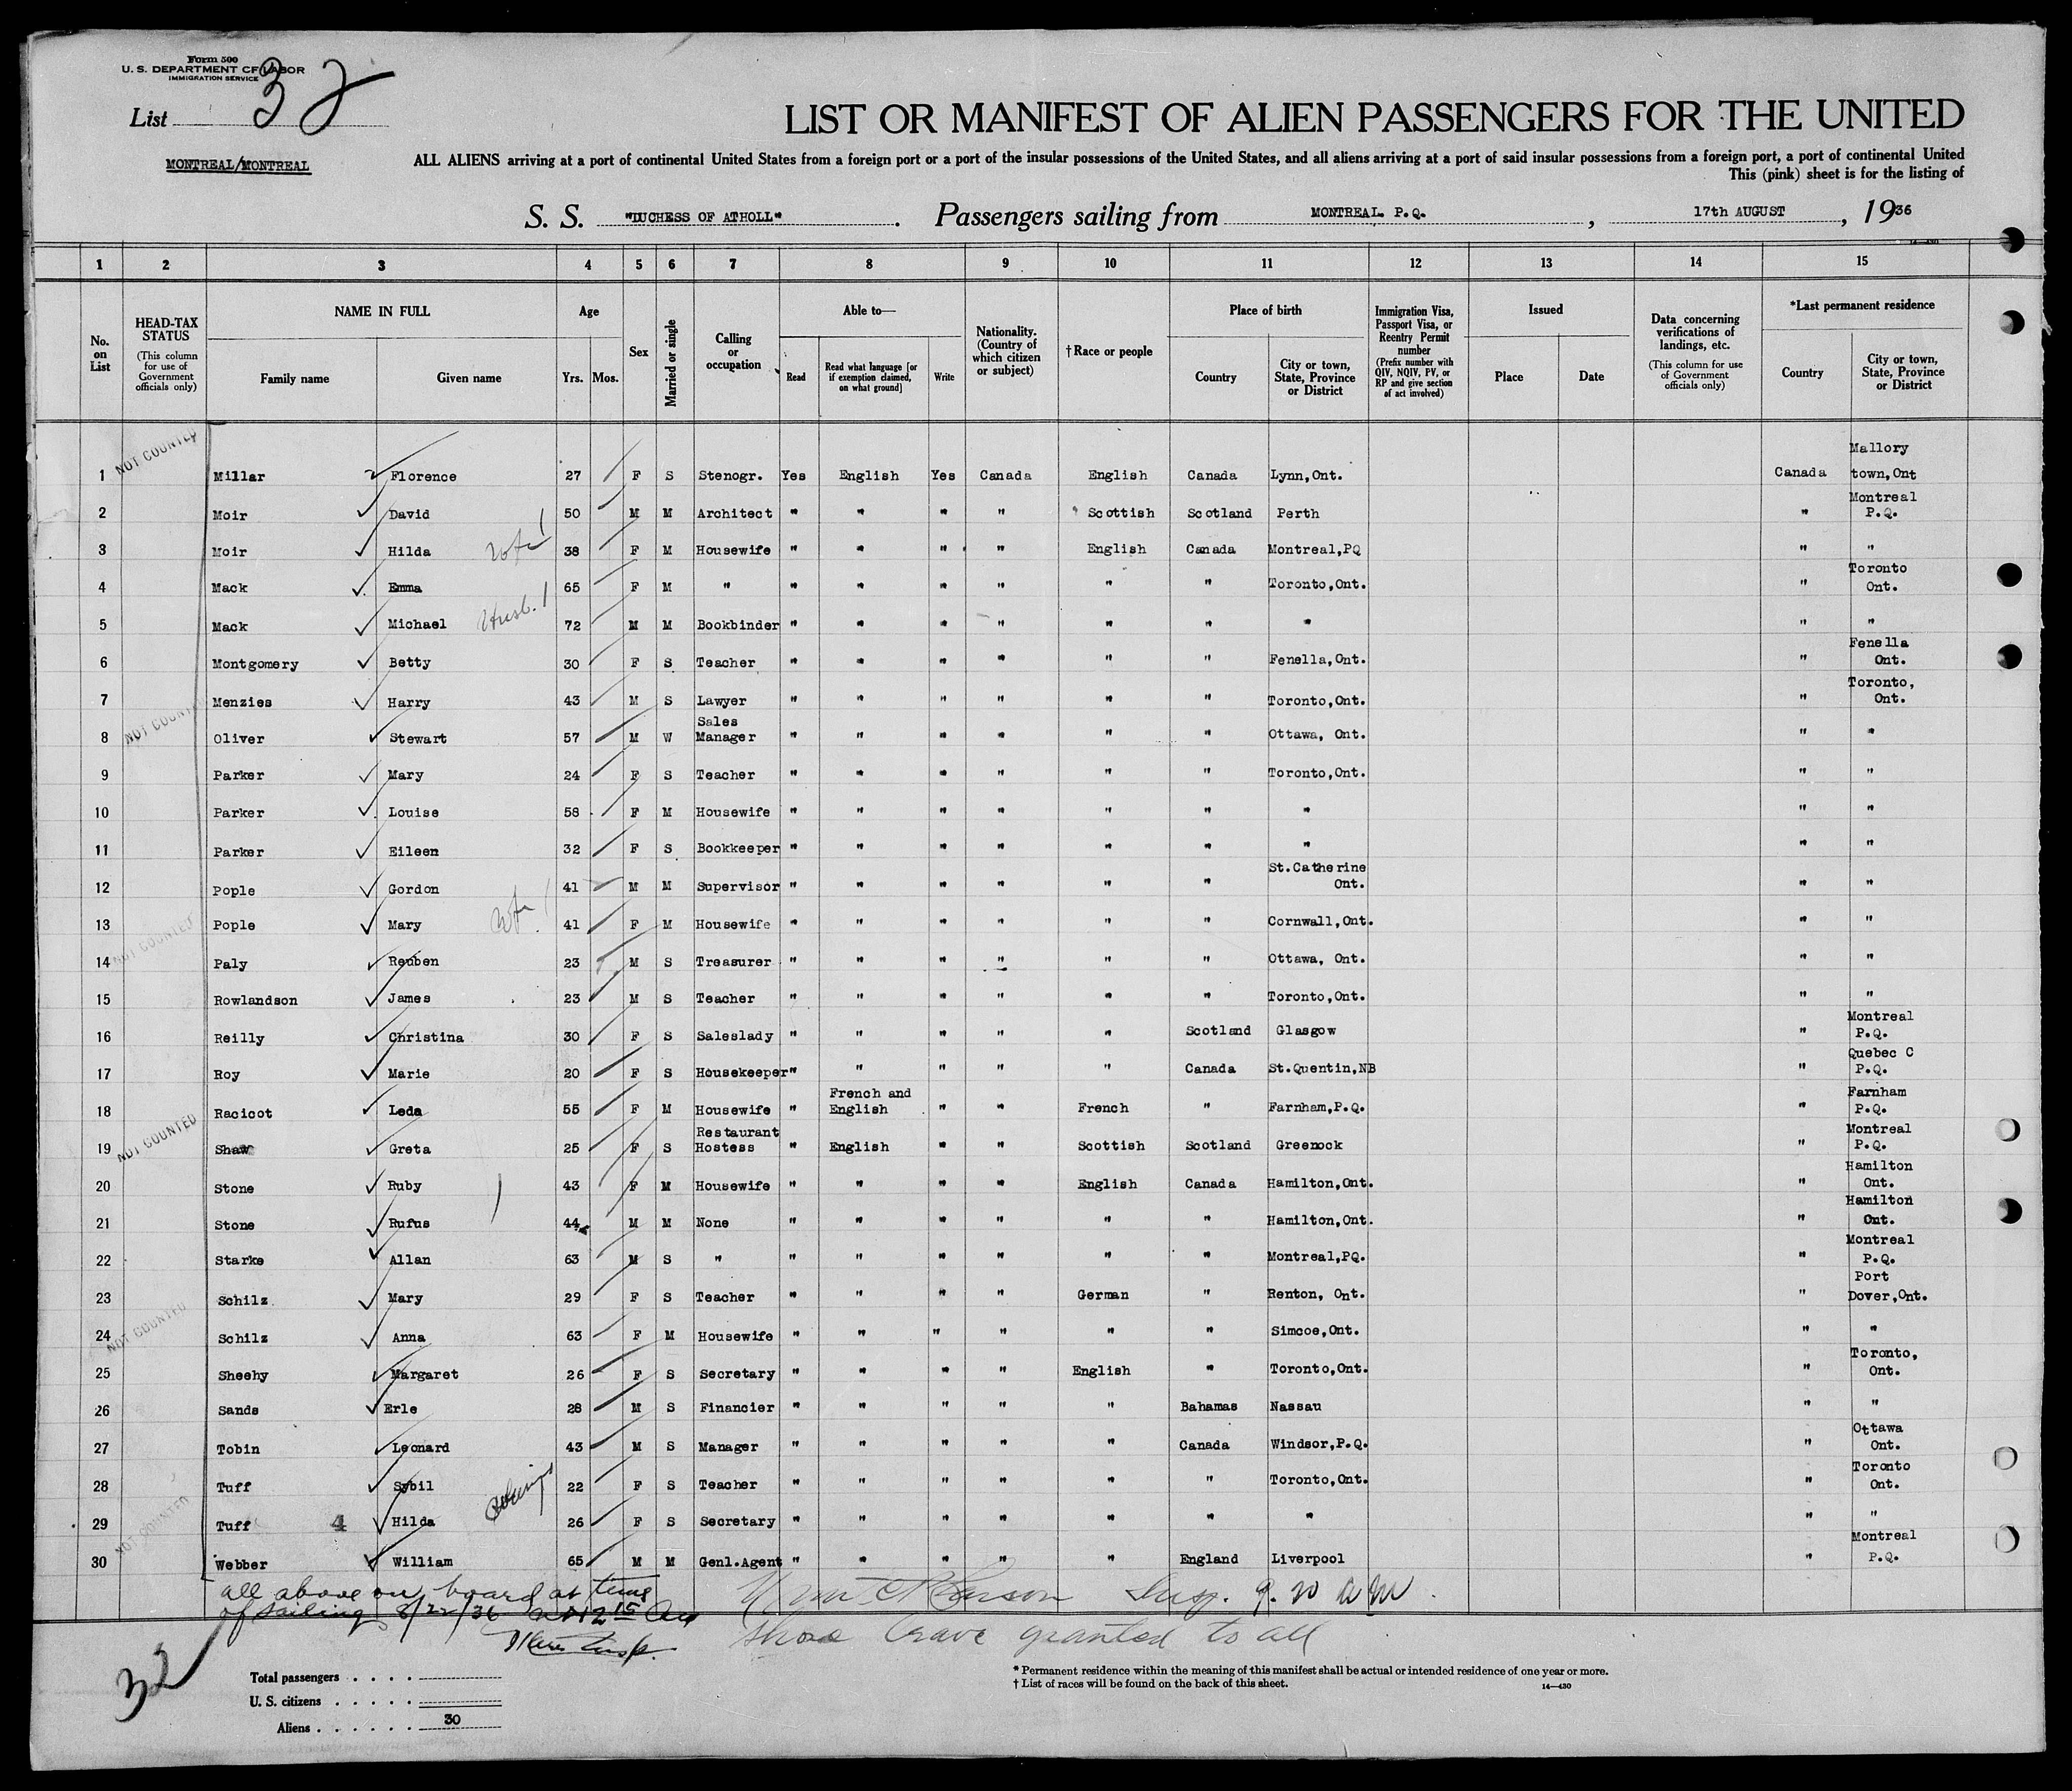 Form 500
U. S. DEPARTMENT OF LABOR
IMMIGRATION SERVICE
List 32
MONTREAL/MONTREAL
LIST OR MANIFEST OF ALIEN PASSENGERS FOR THE UNITED
ALL ALIENS arriving at a port of continental United States from a foreign port or a port of the insular possessions of the United States, and all aliens arriving at a port of said insular possessions from a foreign port, a port of continental United
This (pink) sheet is for the listing of
S. S. "DUCHESS OF ATHOLL". Passengers sailing from MONTREAL. P.Q., 17th AUGUST, 1936
14—430
1 2 3 4 5 6 7 8 9 10 11 12 13 14 15
No. on List
HEAD-TAX STATUS (This column for use of Government officials only)
NAME IN FULL Family name Given name
Age Yrs. Mos.
Sex
Married or single
Calling or occupation
Able to— Read Read what language [or if exemption claimed, on what ground] Write
Nationality. (Country of which citizen or subject)
†Race or people
Place of birth Country City or town, State, Province or District
Immigration Visa, Passport Visa, or Reentry Permit number (Prefix number with QIV, NQIV, PV, or RP and give section of act involved)
Issued Place Date
Data concerning verifications of landings, etc. (This column for use of Government officials only)
*Last permanent residence Country City or town, State, Province or District
NOT COUNTED
1 Millar Florence 27 F S Stenogr. Yes English Yes Canada English Canada Lynn,Ont. Canada Mallory town,Ont
2 Moir David 50 M M Architect " " " " Scottish Scotland Perth " Montreal P.Q.
3 Moir Hilda 38 F M Housewife " " " " English Canada Montreal,PQ " "
4 Mack Emma 65 F M " " " " " " " Toronto,Ont. " Toronto Ont.
5 Mack Michael Husb. 72 M M Bookbinder " " " " " " " " "
6 Montgomery Betty 30 F S Teacher " " " " " " Fenella,Ont. " Fenella Ont.
7 Menzies Harry 43 M S Lawyer " " " " " " Toronto,Ont. " Toronto, Ont.
NOT COUNTED
8 Oliver Stewart 57 M W Sales Manager " " " " " " Ottawa, Ont. " "
9 Parker Mary 24 F S Teacher " " " " " " Toronto,Ont. " "
10 Parker Louise 58 F M Housewife " " " " " " " " "
11 Parker Eileen 32 F S Bookkeeper " " " " " " " " "
12 Pople Gordon 41 M M Supervisor " " " " " " St.Catherine Ont. " "
13 Pople Mary 41 F M Housewife " " " " " " Cornwall,Ont. " "
NOT COUNTED
14 Paly Reuben 23 M S Treasurer " " " " " " Ottawa, Ont. " "
15 Rowlandson James 23 M S Teacher " " " " " " Toronto,Ont. " "
16 Reilly Christina 30 F S Saleslady " " " " " Scotland Glasgow " Montreal P.Q.
17 Roy Marie 20 F S Housekeeper " " " " " Canada St.Quentin,NB " Quebec C P.Q.
18 Racicot Leda 55 F M Housewife " French and English " " French " Farnham,P.Q. " Farnham P.Q.
NOT COUNTED
19 Shaw Greta 25 F S Restaurant Hostess " English " " Scottish Scotland Greenock " Montreal P.Q.
20 Stone Ruby 43 F M Housewife " " " " English Canada Hamilton,Ont. " Hamilton Ont.
21 Stone Rufus 44 M M None " " " " " " Hamilton,Ont. " Hamilton Ont.
22 Starke Allan 63 M S " " " " " " " Montreal,PQ. " Montreal P.Q.
23 Schilz Mary 29 F S Teacher " " " " German " Renton, Ont. " Port Dover,Ont.
NOT COUNTED
24 Schilz Anna 63 F M Housewife " " " " " " Simcoe,Ont. " "
25 Sheehy Margaret 26 F S Secretary " " " " English " Toronto,Ont. " Toronto, Ont.
26 Sands Erle 28 M S Financier " " " " " Bahamas Nassau " "
27 Tobin Leonard 43 M S Manager " " " " " Canada Windsor,P.Q. " Ottawa Ont.
28 Tuff Sybil 22 F S Teacher " " " " " " Toronto,Ont. " Toronto Ont.
NOT COUNTED
29 Tuff 4 Hilda 26 F S Secretary " " " " " " " " "
30 Webber William 65 M M Genl.Agent " " " " " England Liverpool " Montreal P.Q.
all above on board at time
of sailing 8/22/36
Insp. 9.20 AM
Shore leave granted to all
32
Total passengers
U. S. citizens
Aliens 30
* Permanent residence within the meaning of this manifest shall be actual or intended residence of one year or more.
† List of races will be found on the back of this sheet.
14—430